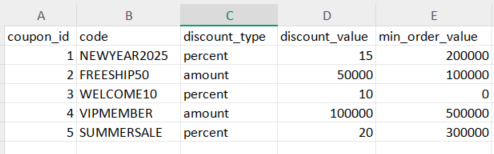 A B C D E
coupon_id code discount_type discount_value min_order_value
1 NEWYEAR2025 percent 15 200000
2 FREESHIP50 amount 50000 100000
3 WELCOME10 percent 10 0
4 VIPMEMBER amount 100000 500000
5 SUMMERSALE percent 20 300000